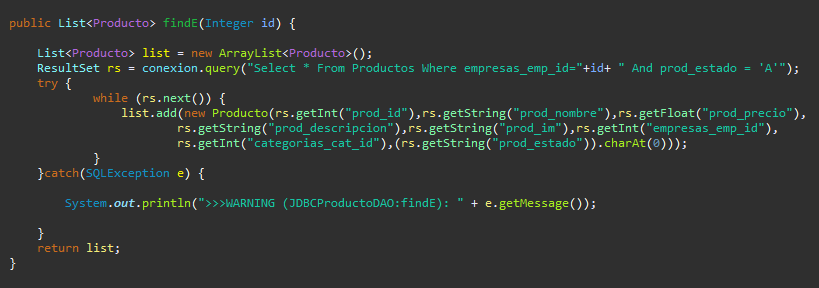 public List<Producto> findE(Integer id) {
List<Producto> list = new ArrayList<Producto>();
ResultSet rs = conexion.query("Select * From Productos Where empresas_emp_id="+id+ " And prod_estado = 'A'");
try {
while (rs.next()) {
list.add(new Producto(rs.getInt("prod_id"),rs.getString("prod_nombre"),rs.getFloat("prod_precio"),
rs.getString("prod_descripcion"),rs.getString("prod_im"),rs.getInt("empresas_emp_id"),
rs.getInt("categorias_cat_id"),(rs.getString("prod_estado")).charAt(0)));
}
}catch(SQLException e) {
System.out.println(">>>WARNING (JDBCProductoDAO:findE): " + e.getMessage());
}
return list;
}